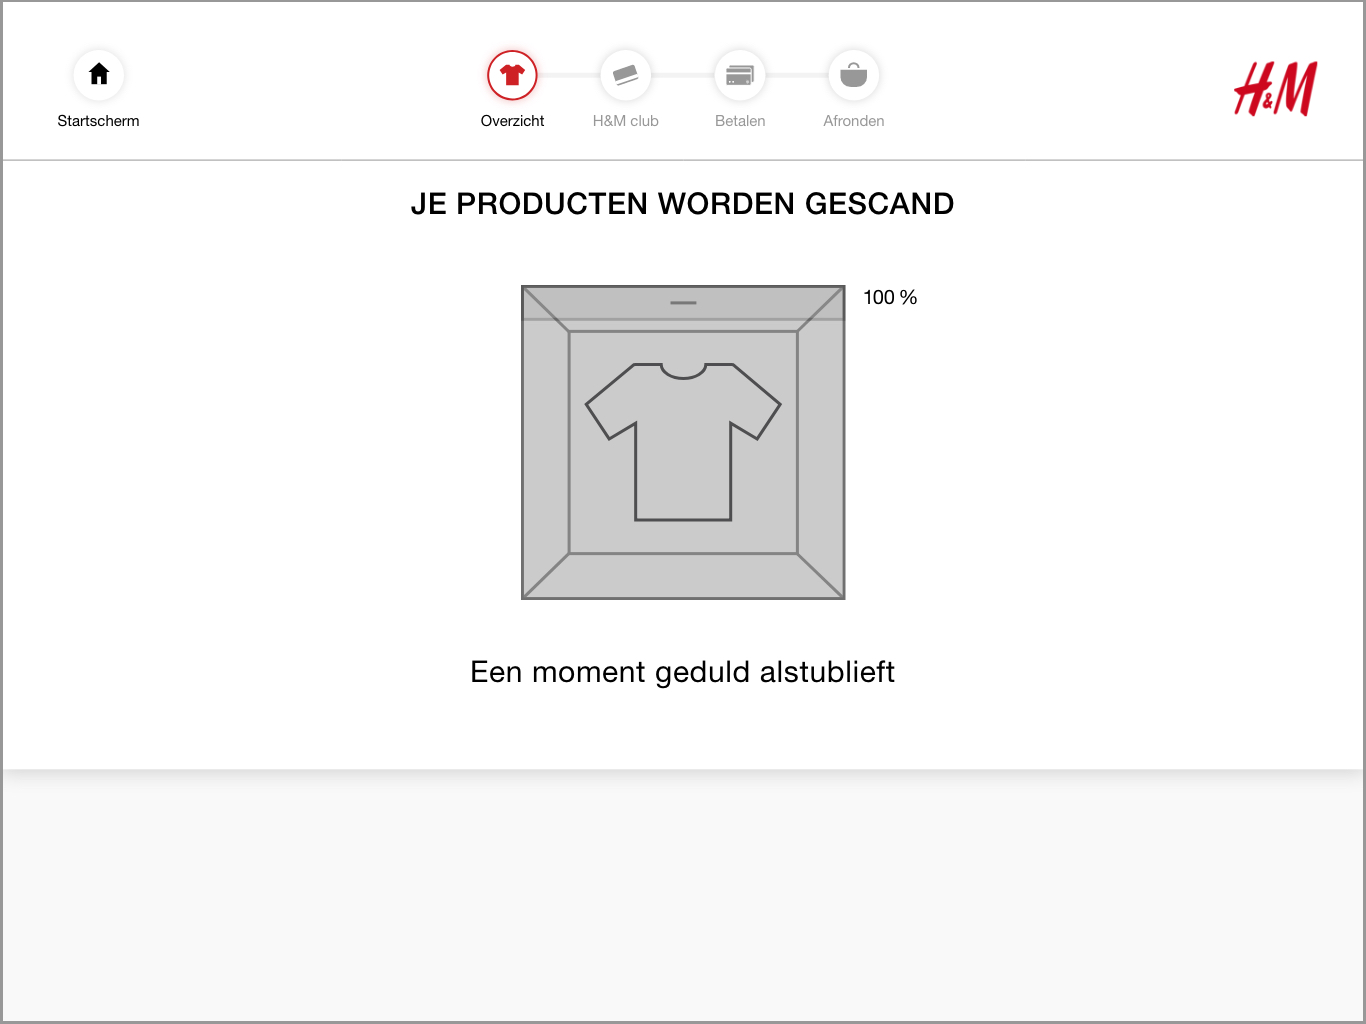 Startscherm
Overzicht
H&M club
Betalen
Afronden
H&M
JE PRODUCTEN WORDEN GESCAND
100 %
Een moment geduld alstublieft